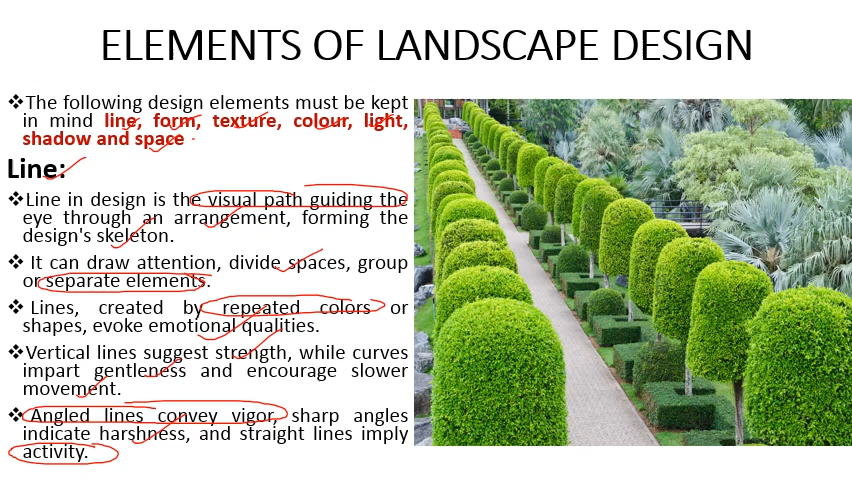 ELEMENTS OF LANDSCAPE DESIGN
❖The following design elements must be kept
in mind line, form, texture, colour, light,
shadow and space
Line:
❖Line in design is the visual path guiding the
eye through an arrangement, forming the
design's skeleton.
❖ It can draw attention, divide spaces, group
or separate elements.
❖ Lines, created by repeated colors or
shapes, evoke emotional qualities.
❖Vertical lines suggest strength, while curves
impart gentleness and encourage slower
movement.
❖ Angled lines convey vigor, sharp angles
indicate harshness, and straight lines imply
activity.